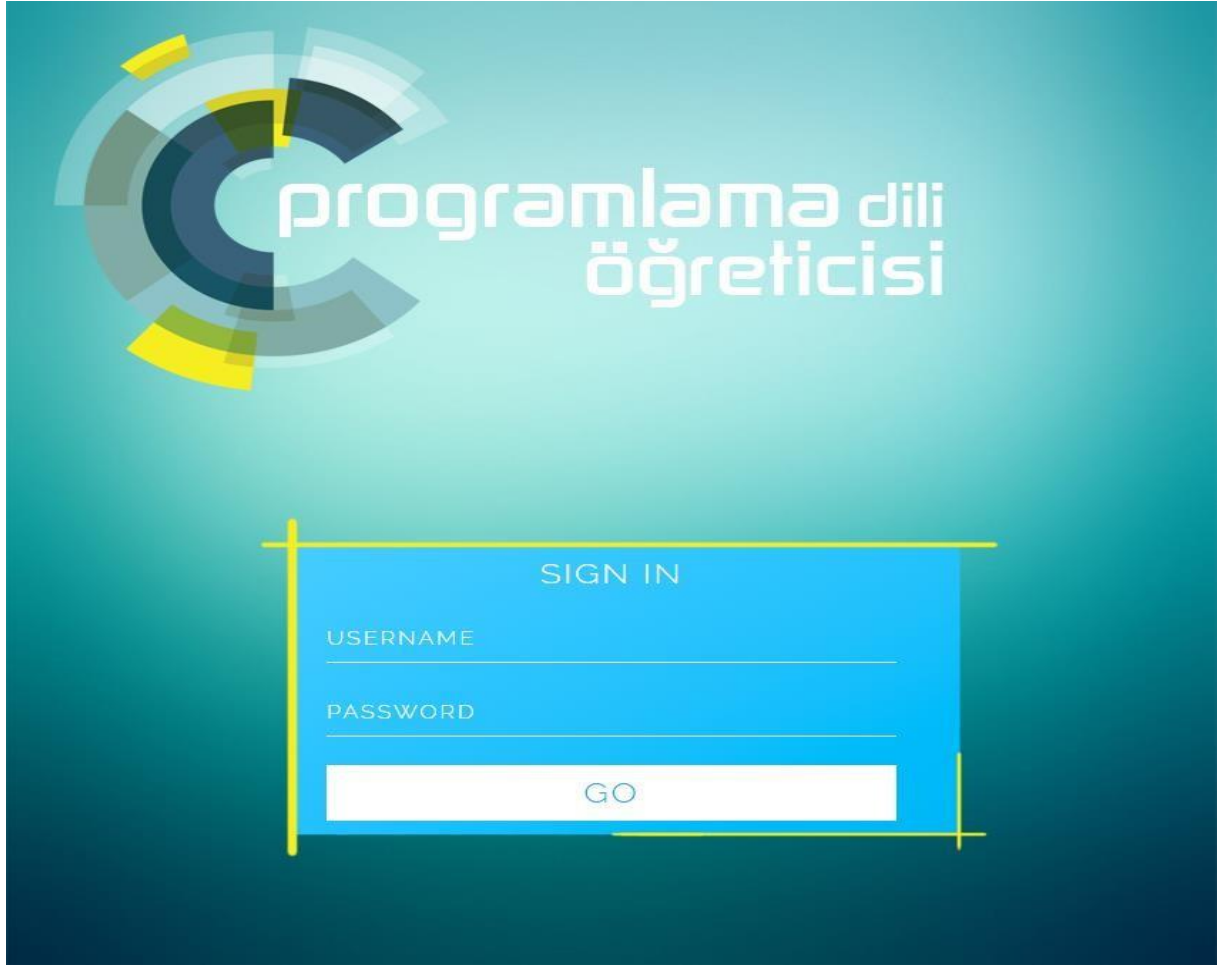 C programlama dili
öğreticisi
SIGN IN
USERNAME
PASSWORD
GO